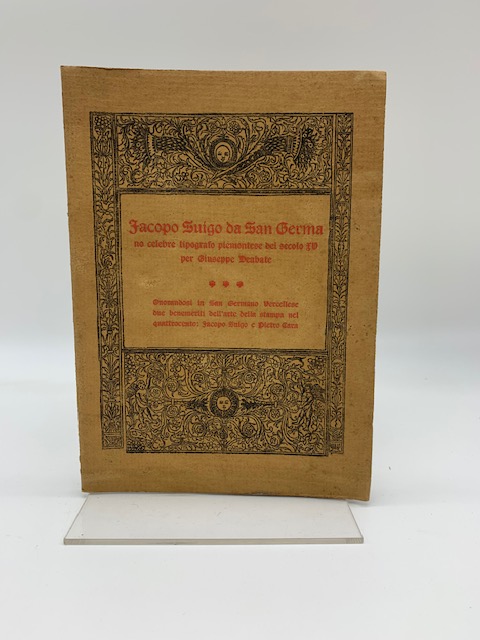 Jacopo Suigo da San Germa
no celebre tipografo piemontese del secolo XV
per Giuseppe Deabate
Onorandosi in San Germano Vercellese
due benemeriti dell'arte della stampa nel
quattrocento: Jacopo Suigo e Pietro Cara